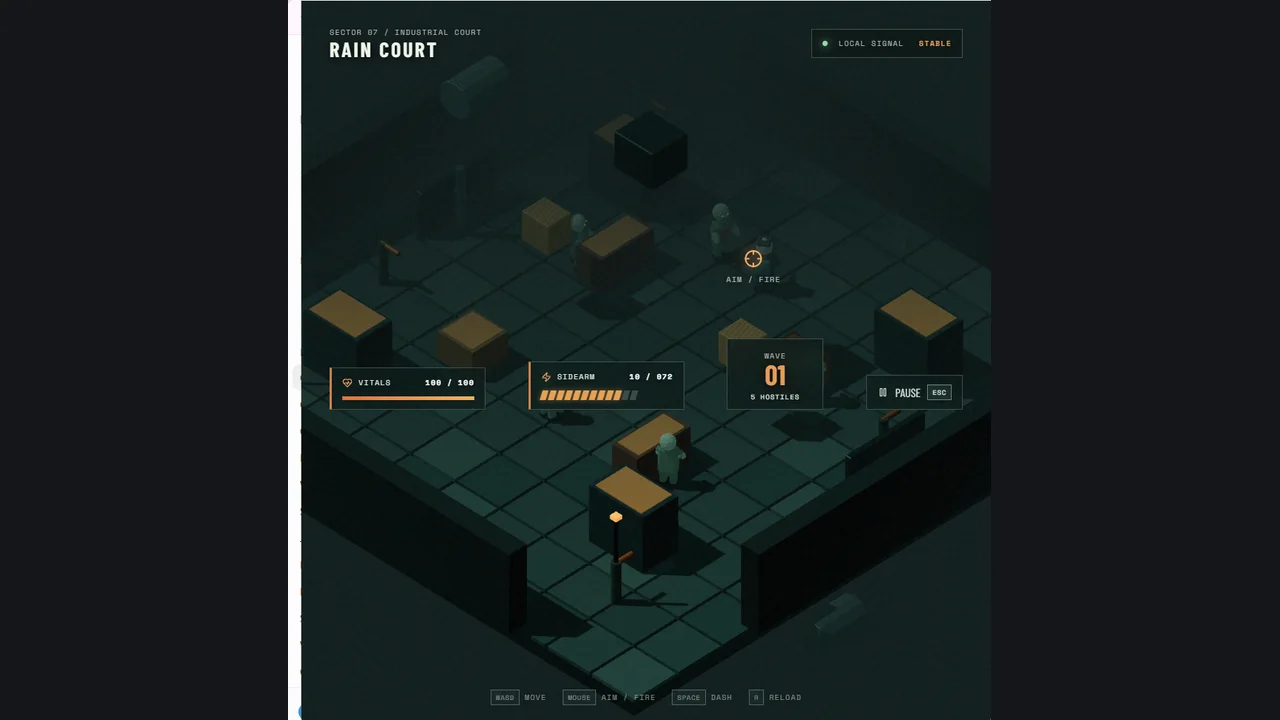 SECTOR 07 / INDUSTRIAL COURT
RAIN COURT
LOCAL SIGNAL STABLE
AIM / FIRE
VITALS 100 / 100
SIDEARM 10 / 072
WAVE
01
5 HOSTILES
PAUSE ESC
WASD MOVE MOUSE AIM / FIRE SPACE DASH R RELOAD